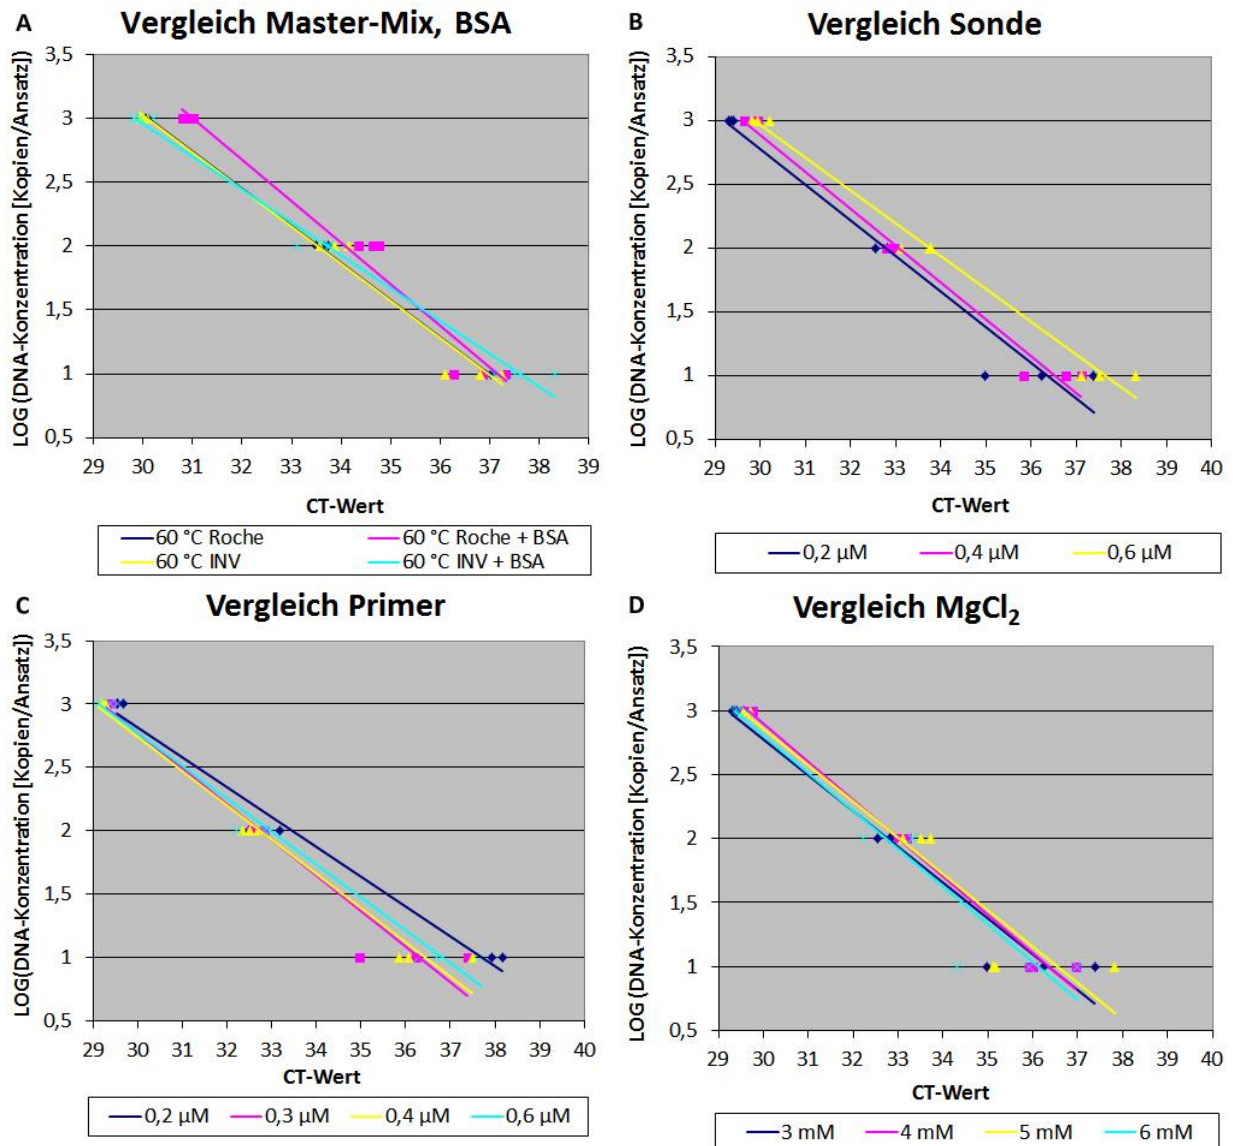 A
Vergleich Master-Mix, BSA
LOG (DNA-Konzentration [Kopien/Ansatz])
3,5
3
2,5
2
1,5
1
0,5
29 30 31 32 33 34 35 36 37 38 39
CT-Wert
60 °C Roche 60 °C Roche + BSA
60 °C INV 60 °C INV + BSA
B
Vergleich Sonde
LOG (DNA-Konzentration [Kopien/Ansatz])
3,5
3
2,5
2
1,5
1
0,5
29 30 31 32 33 34 35 36 37 38 39 40
CT-Wert
0,2 µM 0,4 µM 0,6 µM
C
Vergleich Primer
LOG(DNA-Konzentration [Kopien/Ansatz])
3,5
3
2,5
2
1,5
1
0,5
29 30 31 32 33 34 35 36 37 38 39 40
CT-Wert
0,2 µM 0,3 µM 0,4 µM 0,6 µM
D
Vergleich MgCl₂
LOG (DNA-Konzentration [Kopien/Ansatz])
3,5
3
2,5
2
1,5
1
0,5
29 30 31 32 33 34 35 36 37 38 39 40
CT-Wert
3 mM 4 mM 5 mM 6 mM